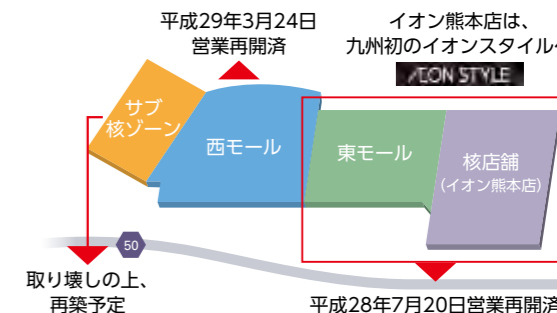 平成29年3月24日
営業再開済
イオン熊本店は、
九州初のイオンスタイルへ
ÆON STYLE
サブ
核ゾーン
西モール
東モール
核店舗
(イオン熊本店)
50
取り壊しの上、
再築予定
平成28年7月20日営業再開済